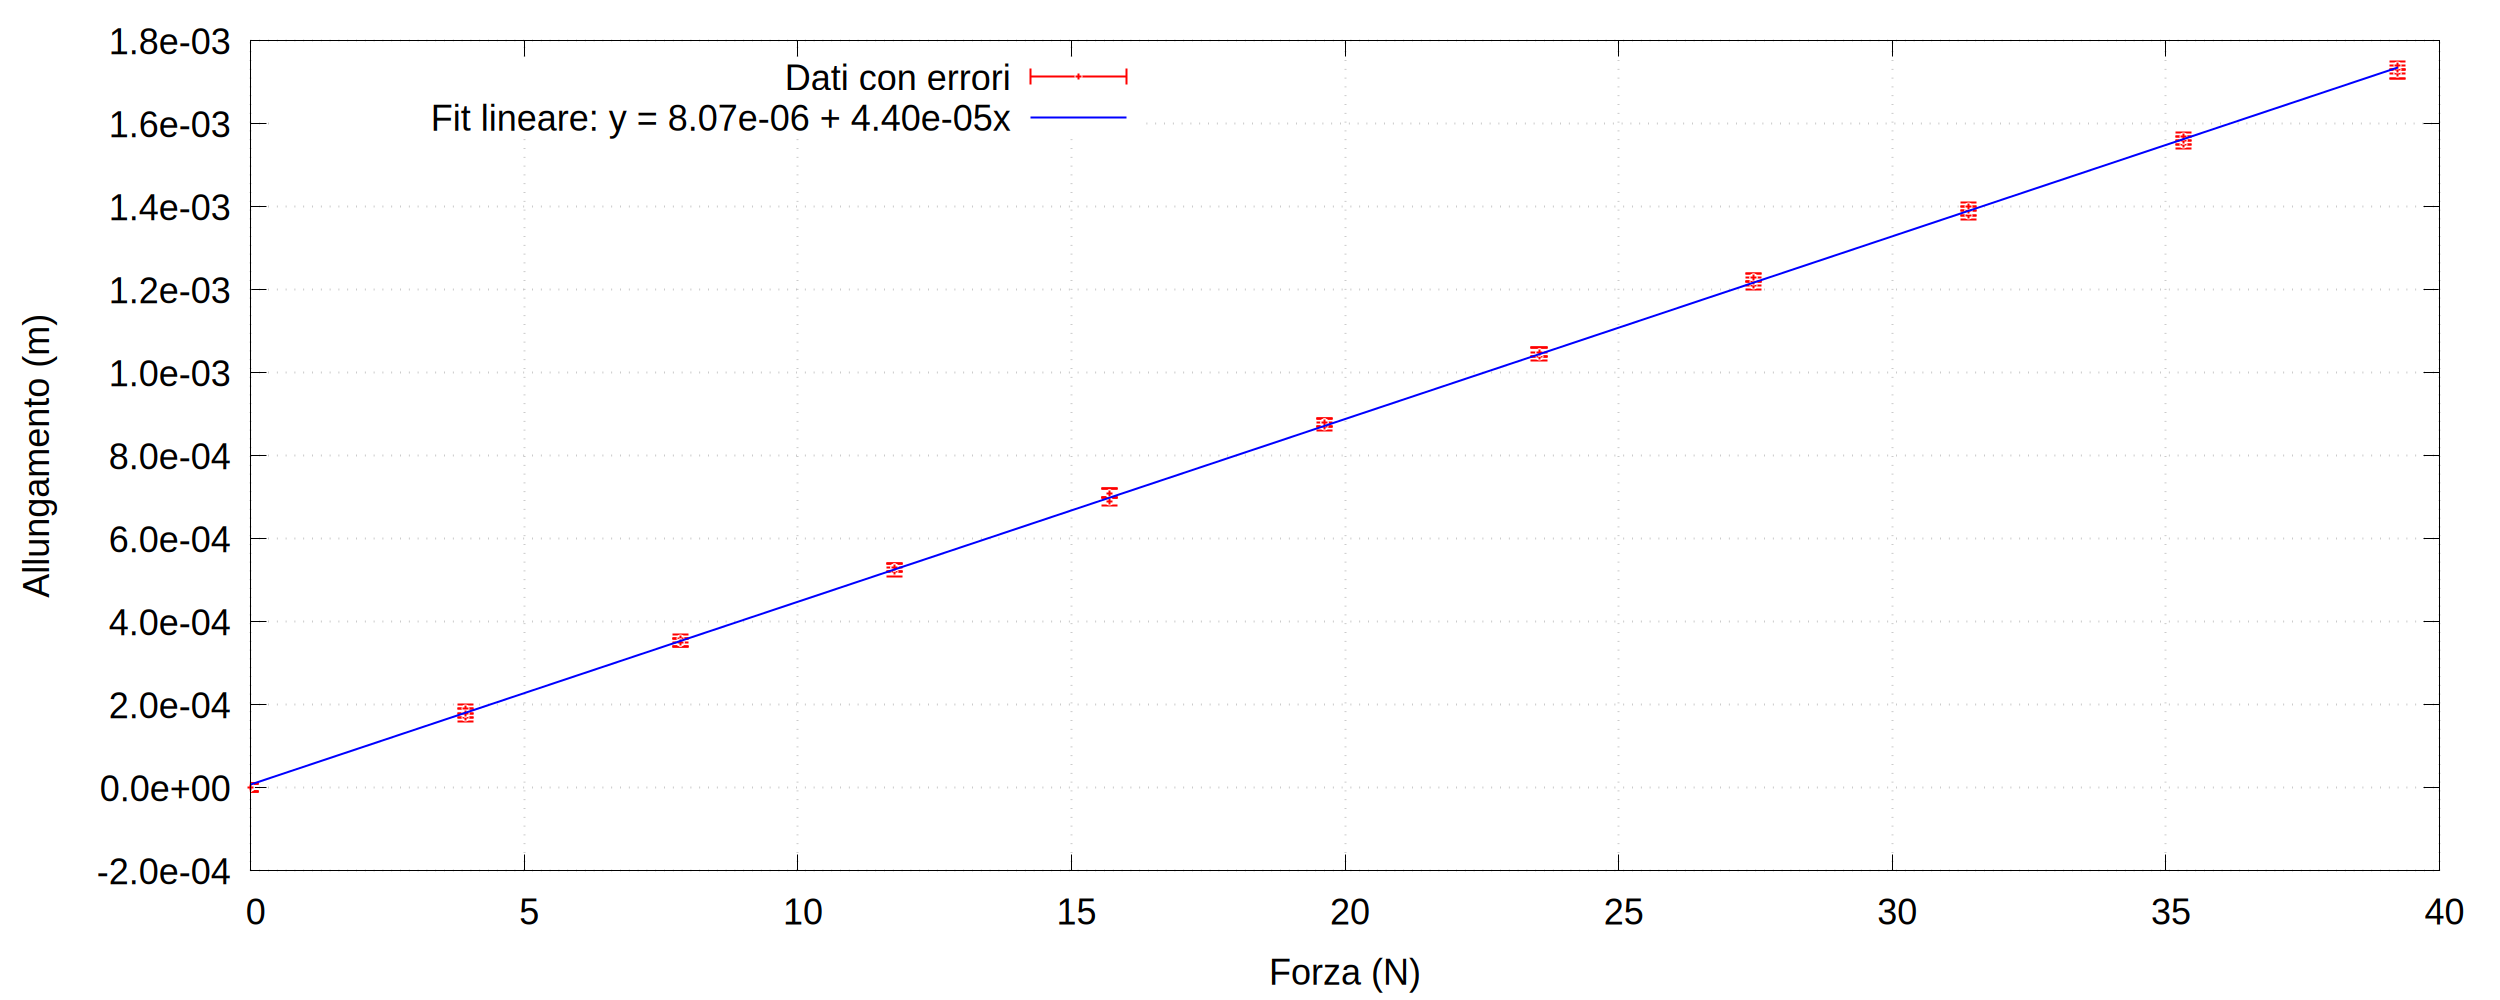 1.8e-03
1.6e-03
1.4e-03
1.2e-03
1.0e-03
8.0e-04
6.0e-04
4.0e-04
2.0e-04
0.0e+00
-2.0e-04
0 5 10 15 20 25 30 35 40
Allungamento (m)
Forza (N)
Dati con errori
Fit lineare: y = 8.07e-06 + 4.40e-05x